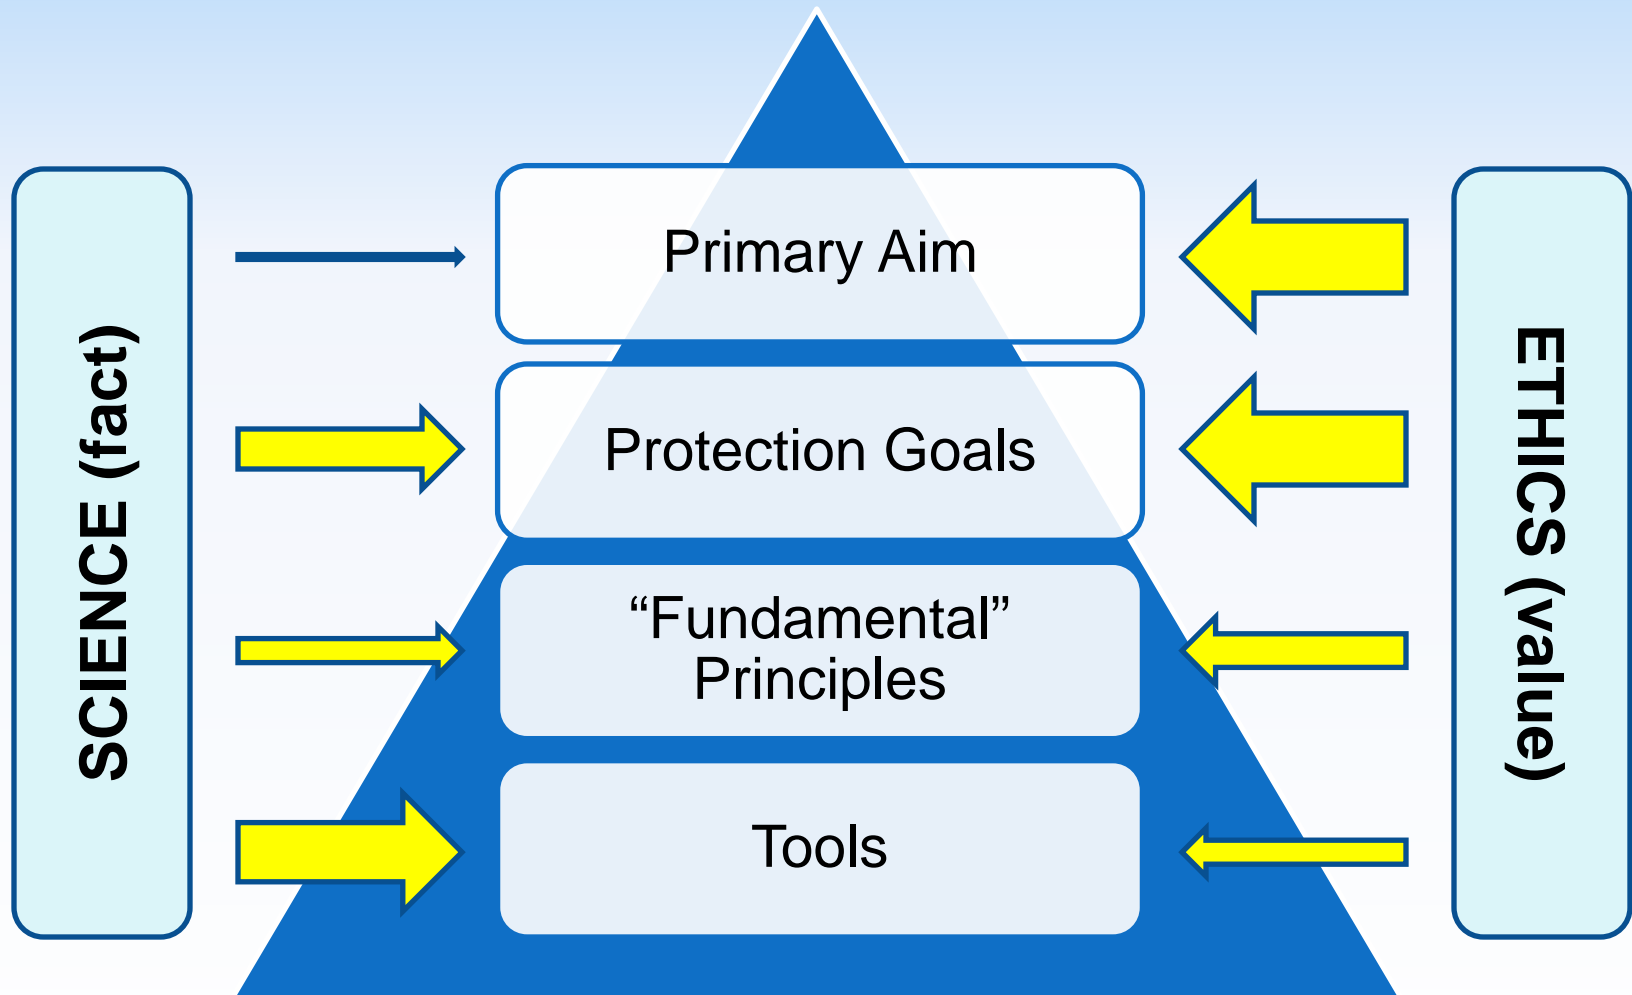 SCIENCE (fact)
Primary Aim
Protection Goals
“Fundamental”
Principles
Tools
ETHICS (value)